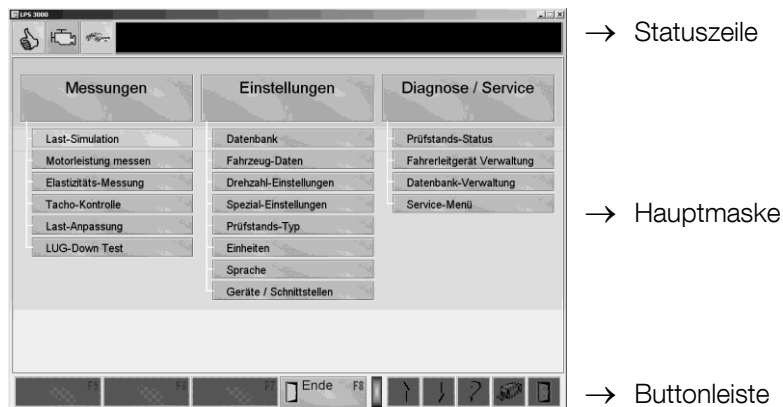 LPS 3000
→ Statuszeile
Messungen
Last-Simulation
Motorleistung messen
Elastizitäts-Messung
Tacho-Kontrolle
Last-Anpassung
LUG-Down Test
Einstellungen
Datenbank
Fahrzeug-Daten
Drehzahl-Einstellungen
Spezial-Einstellungen
Prüfstands-Typ
Einheiten
Sprache
Geräte / Schnittstellen
Diagnose / Service
Prüfstands-Status
Fahrerleitgerät Verwaltung
Datenbank-Verwaltung
Service-Menü
→ Hauptmaske
F5 F6 F7 Ende F8
→ Buttonleiste